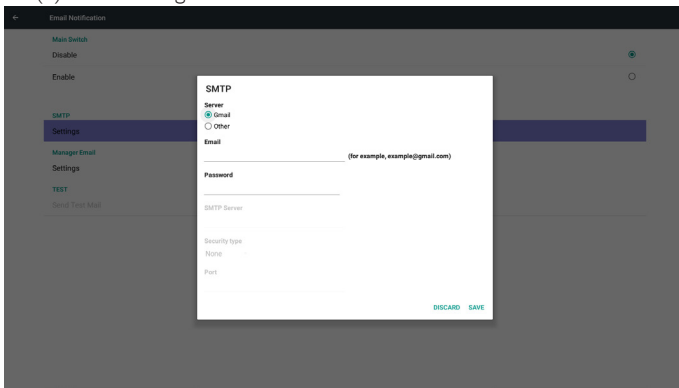 Email Notification
Main Switch
Disable
Enable
SMTP
Settings
Manager Email
Settings
TEST
Send Test Mail
SMTP
Server
Gmail
Other
Email
(for example, example@gmail.com)
Password
SMTP Server
Security type
None
Port
DISCARD SAVE